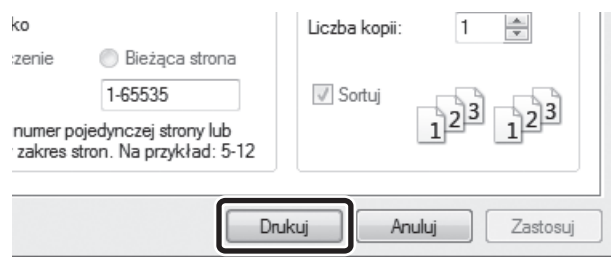 ko
zenie
Bieżąca strona
1-65535
numer pojedynczej strony lub
zakres stron. Na przykład: 5-12
Liczba kopii: 1
Sortuj
1 2 3 1 2 3
Drukuj Anuluj Zastosuj